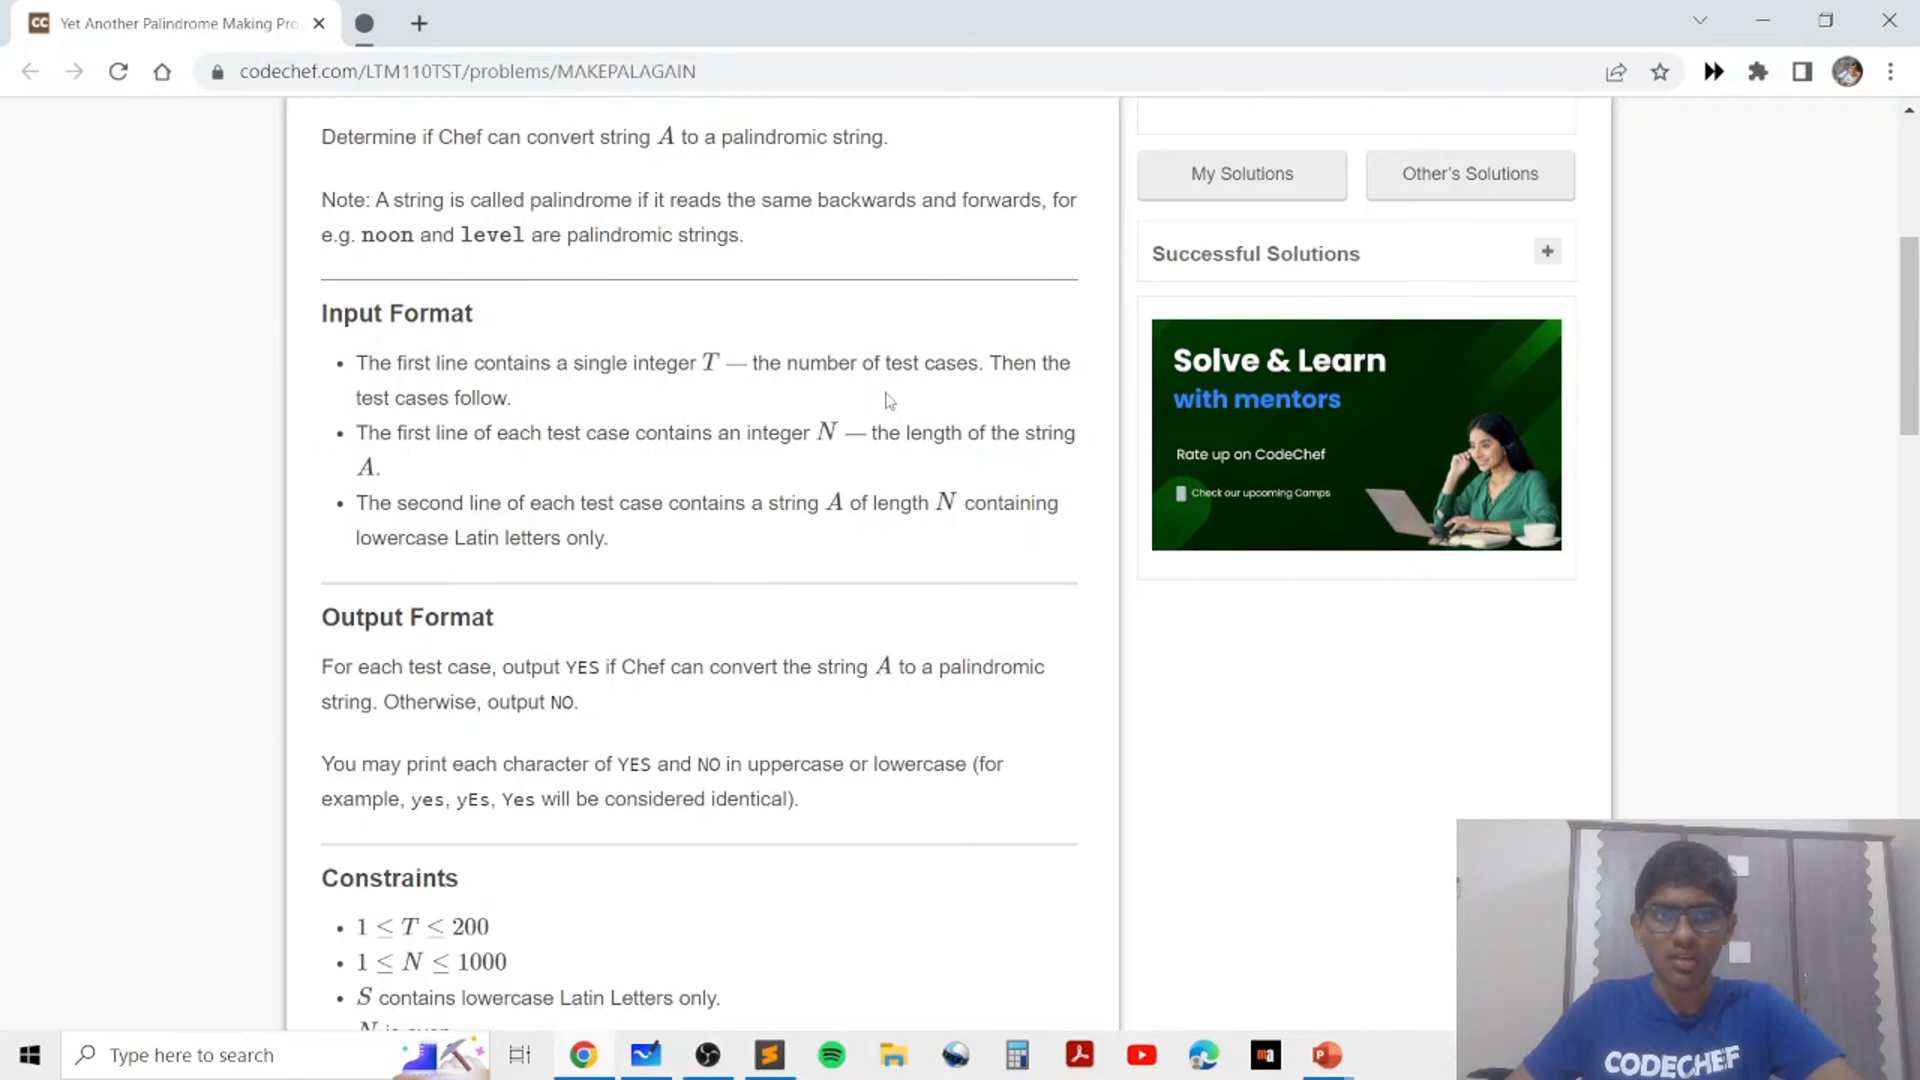 Yet Another Palindrome Making Pro
codechef.com/LTM110TST/problems/MAKEPALAGAIN
Determine if Chef can convert string A to a palindromic string.
Note: A string is called palindrome if it reads the same backwards and forwards, for
e.g. noon and level are palindromic strings.
Input Format
• The first line contains a single integer T — the number of test cases. Then the
test cases follow.
• The first line of each test case contains an integer N — the length of the string
A.
• The second line of each test case contains a string A of length N containing
lowercase Latin letters only.
Output Format
For each test case, output YES if Chef can convert the string A to a palindromic
string. Otherwise, output NO.
You may print each character of YES and NO in uppercase or lowercase (for
example, yes, yEs, Yes will be considered identical).
Constraints
• 1 ≤ T ≤ 200
• 1 ≤ N ≤ 1000
• S contains lowercase Latin Letters only.
N is even
My Solutions
Other's Solutions
Successful Solutions
+
Solve & Learn
with mentors
Rate up on CodeChef
Check our upcoming Camps
CODECHEF
Type here to search
ma